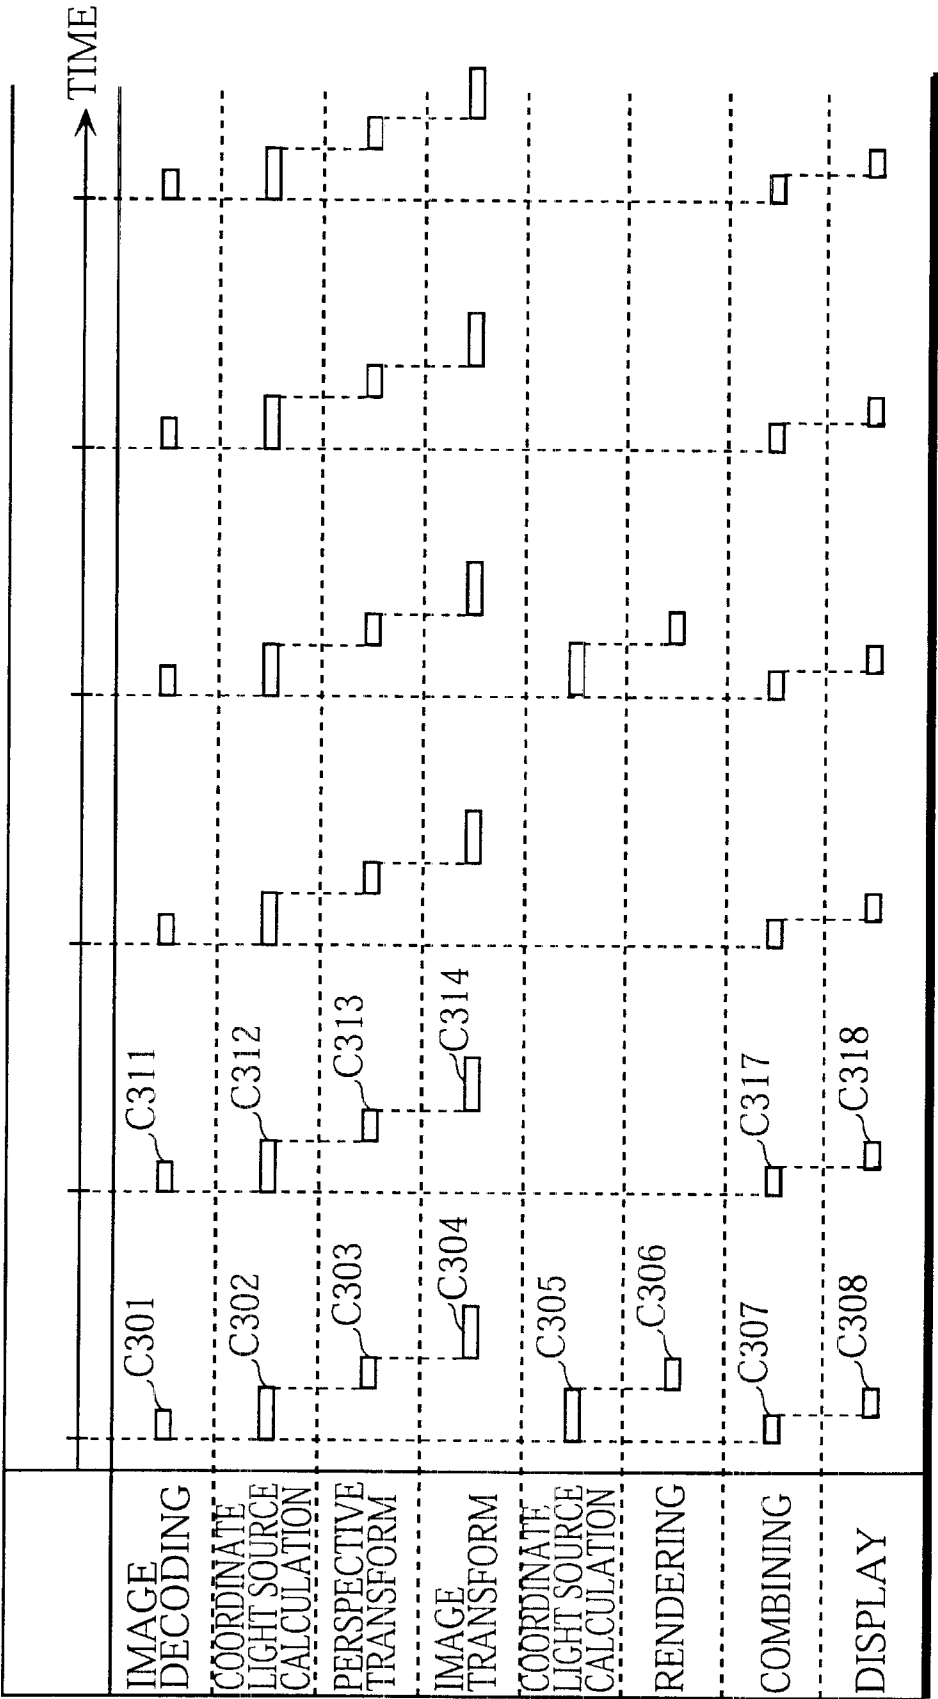 TIME
IMAGE
DECODING
C301
C311
COORDINATE
LIGHT SOURCE
CALCULATION
C302
C312
PERSPECTIVE
TRANSFORM
C303
C313
IMAGE
TRANSFORM
C304
C314
COORDINATE
LIGHT SOURCE
CALCULATION
C305
RENDERING
C306
COMBINING
C307
C317
DISPLAY
C308
C318